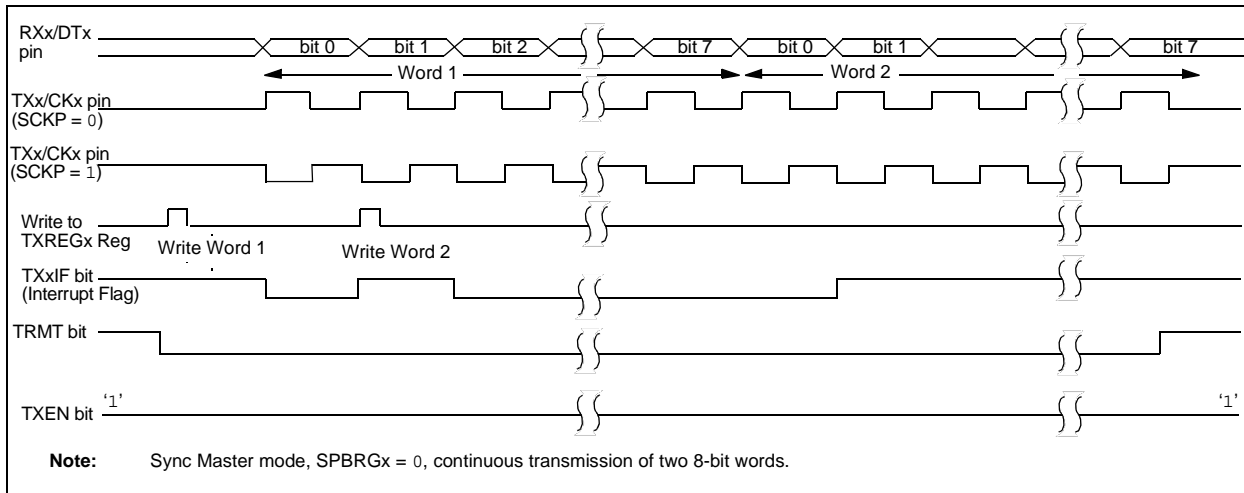 RXx/DTx
pin
bit 0 bit 1 bit 2 bit 7 bit 0 bit 1 bit 7
Word 1 Word 2
TXx/CKx pin
(SCKP = 0)
TXx/CKx pin
(SCKP = 1)
Write to
TXREGx Reg
Write Word 1 Write Word 2
TXxIF bit
(Interrupt Flag)
TRMT bit
‘1’ ‘1’
TXEN bit
Note: Sync Master mode, SPBRGx = 0, continuous transmission of two 8-bit words.